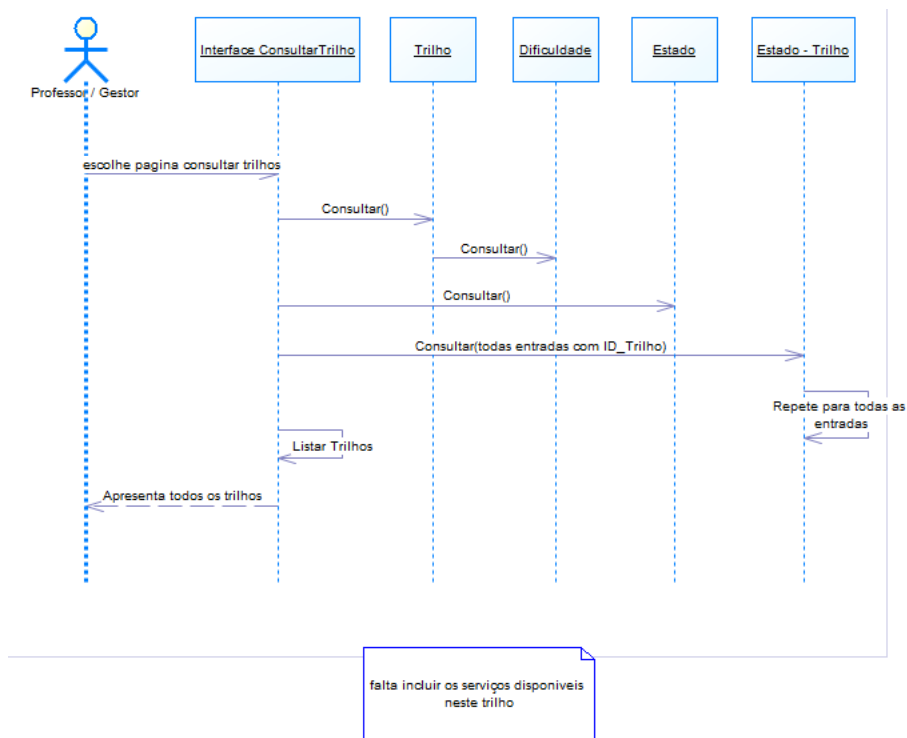 Professor / Gestor
Interface ConsultarTrilho
Trilho
Dificuldade
Estado
Estado - Trilho
escolhe pagina consultar trilhos
Consultar()
Consultar()
Consultar()
Consultar(todas entradas com ID_Trilho)
Repete para todas as
entradas
Listar Trilhos
Apresenta todos os trilhos
falta incluir os serviços disponiveis
neste trilho